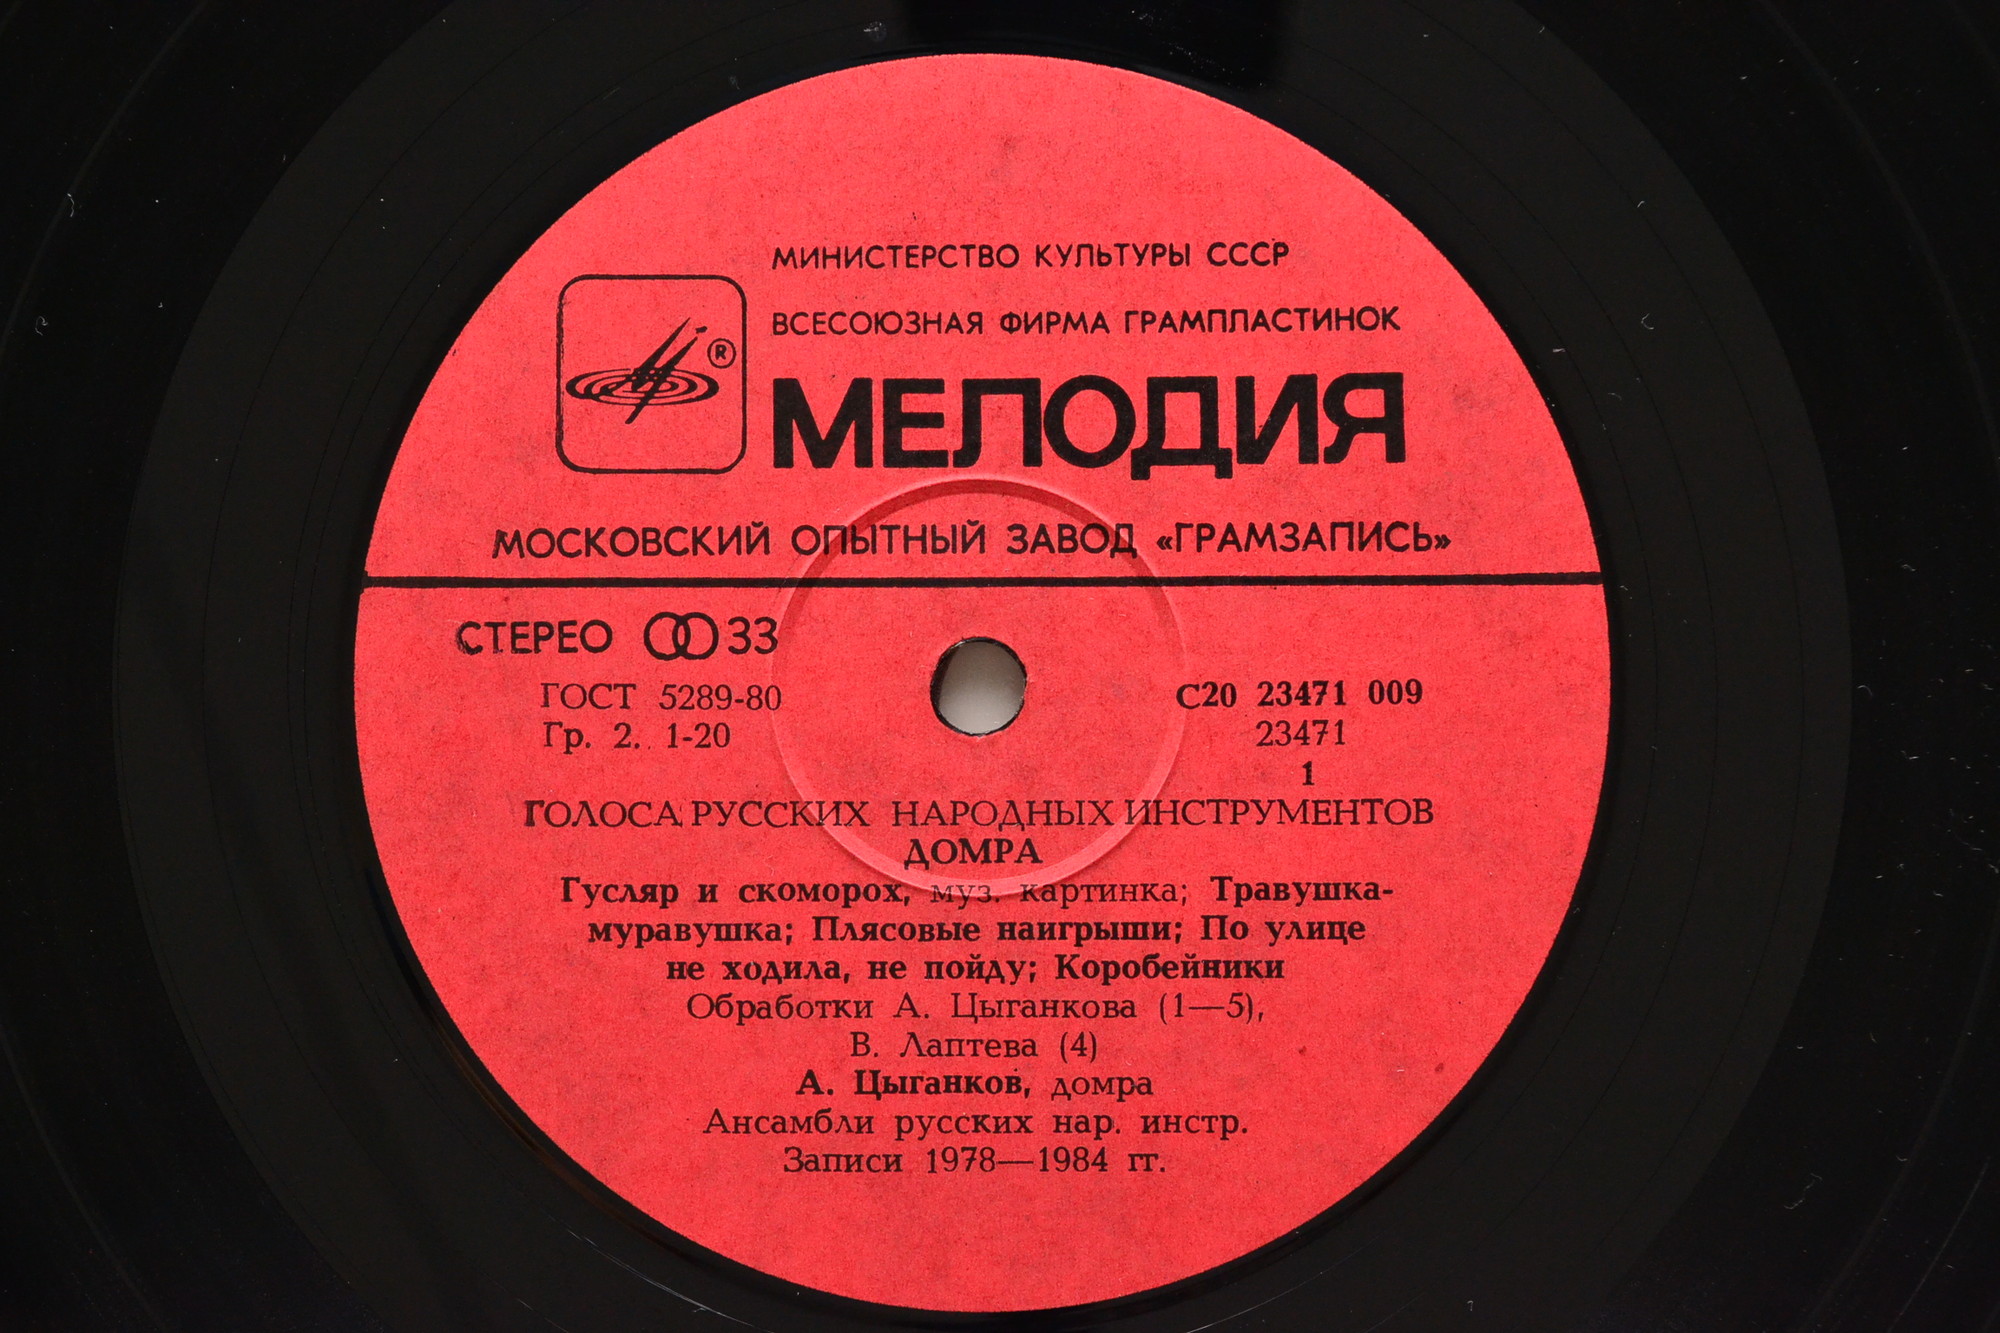 МИНИСТЕРСТВО КУЛЬТУРЫ СССР
ВСЕСОЮЗНАЯ ФИРМА ГРАМПЛАСТИНОК
®
МЕЛОДИЯ
МОСКОВСКИЙ ОПЫТНЫЙ ЗАВОД «ГРАМЗАПИСЬ»
СТЕРЕО 33
ГОСТ 5289-80
Гр. 2. 1-20
С20 23471 009
23471
1
ГОЛОСА РУССКИХ НАРОДНЫХ ИНСТРУМЕНТОВ
ДОМРА
Гусляр и скоморох, муз. картинка; Травушка-
муравушка; Плясовые наигрыши; По улице
не ходила, не пойду; Коробейники
Обработки А. Цыганкова (1—5),
В. Лаптева (4)
А. Цыганков, домра
Ансамбли русских нар. инстр.
Записи 1978—1984 гг.